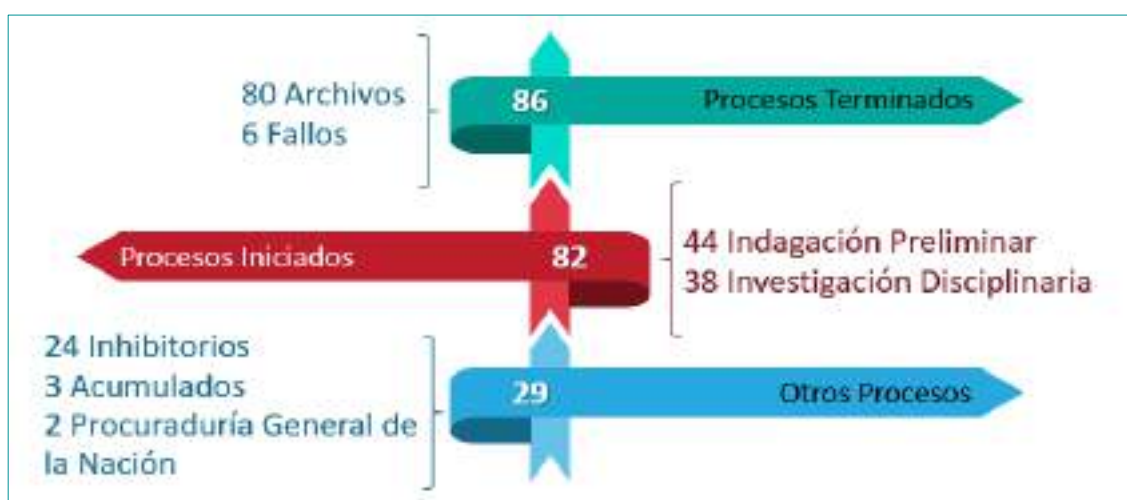 80 Archivos
6 Fallos
86
Procesos Terminados
Procesos Iniciados
82
44 Indagación Preliminar
38 Investigación Disciplinaria
24 Inhibitorios
3 Acumulados
2 Procuraduría General de
la Nación
29
Otros Procesos